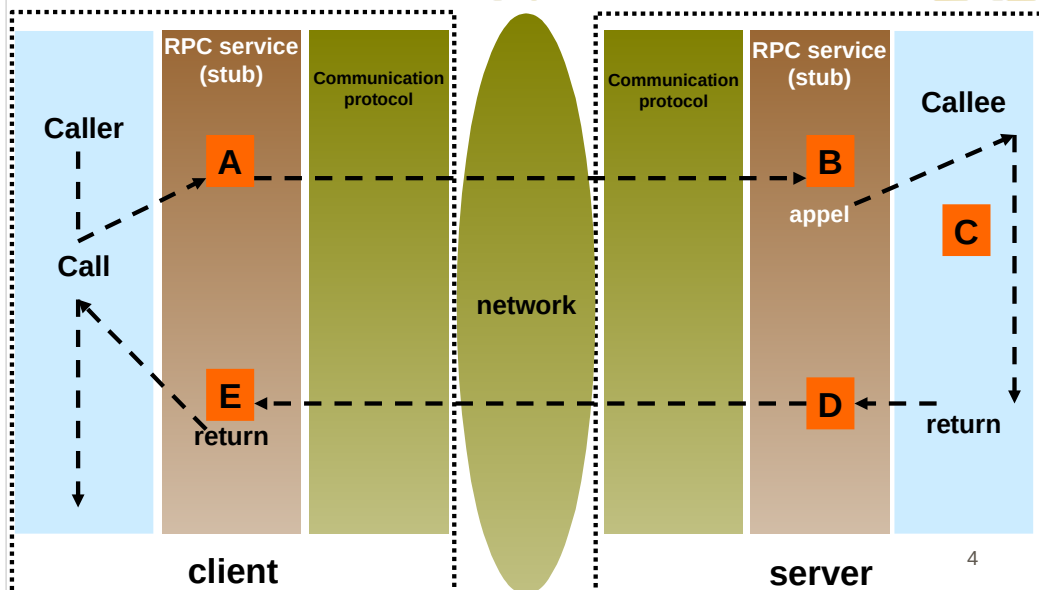 RPC service
(stub)
Communication
protocol
Caller
A
Call
E
return
client
network
Communication
protocol
RPC service
(stub)
B
appel
D
Callee
C
return
server
4